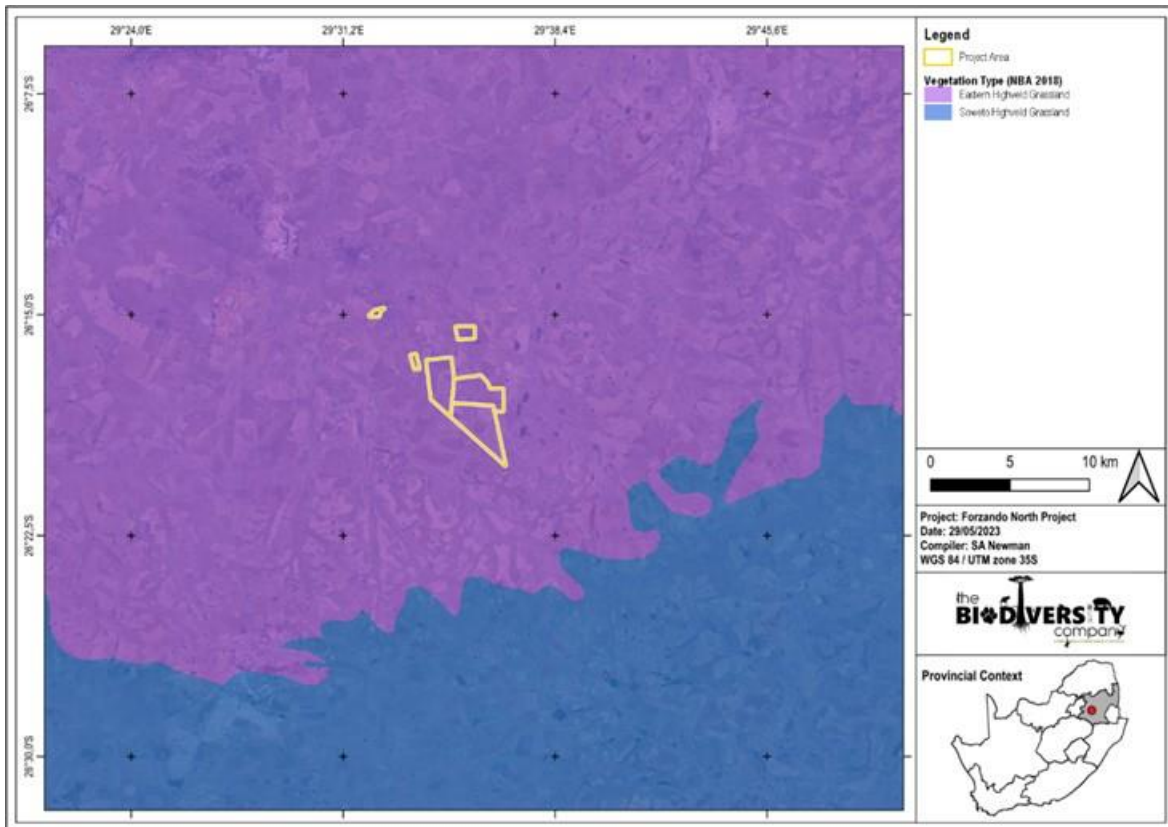 29°24,0'E
29°31,2'E
29°38,4'E
29°45,6'E
26°7,5'S
26°15,0'S
26°22,5'S
26°30,0'S
Legend
Project Area
Vegetation Type (NBA 2018)
Eastern Highveld Grassland
Soweto Highveld Grassland
0 5 10 km
Project: Forzando North Project
Date: 29/05/2023
Compiler: SA Newman
WGS 84 / UTM zone 35S
the
BIODIVERSITY
company
Provincial Context